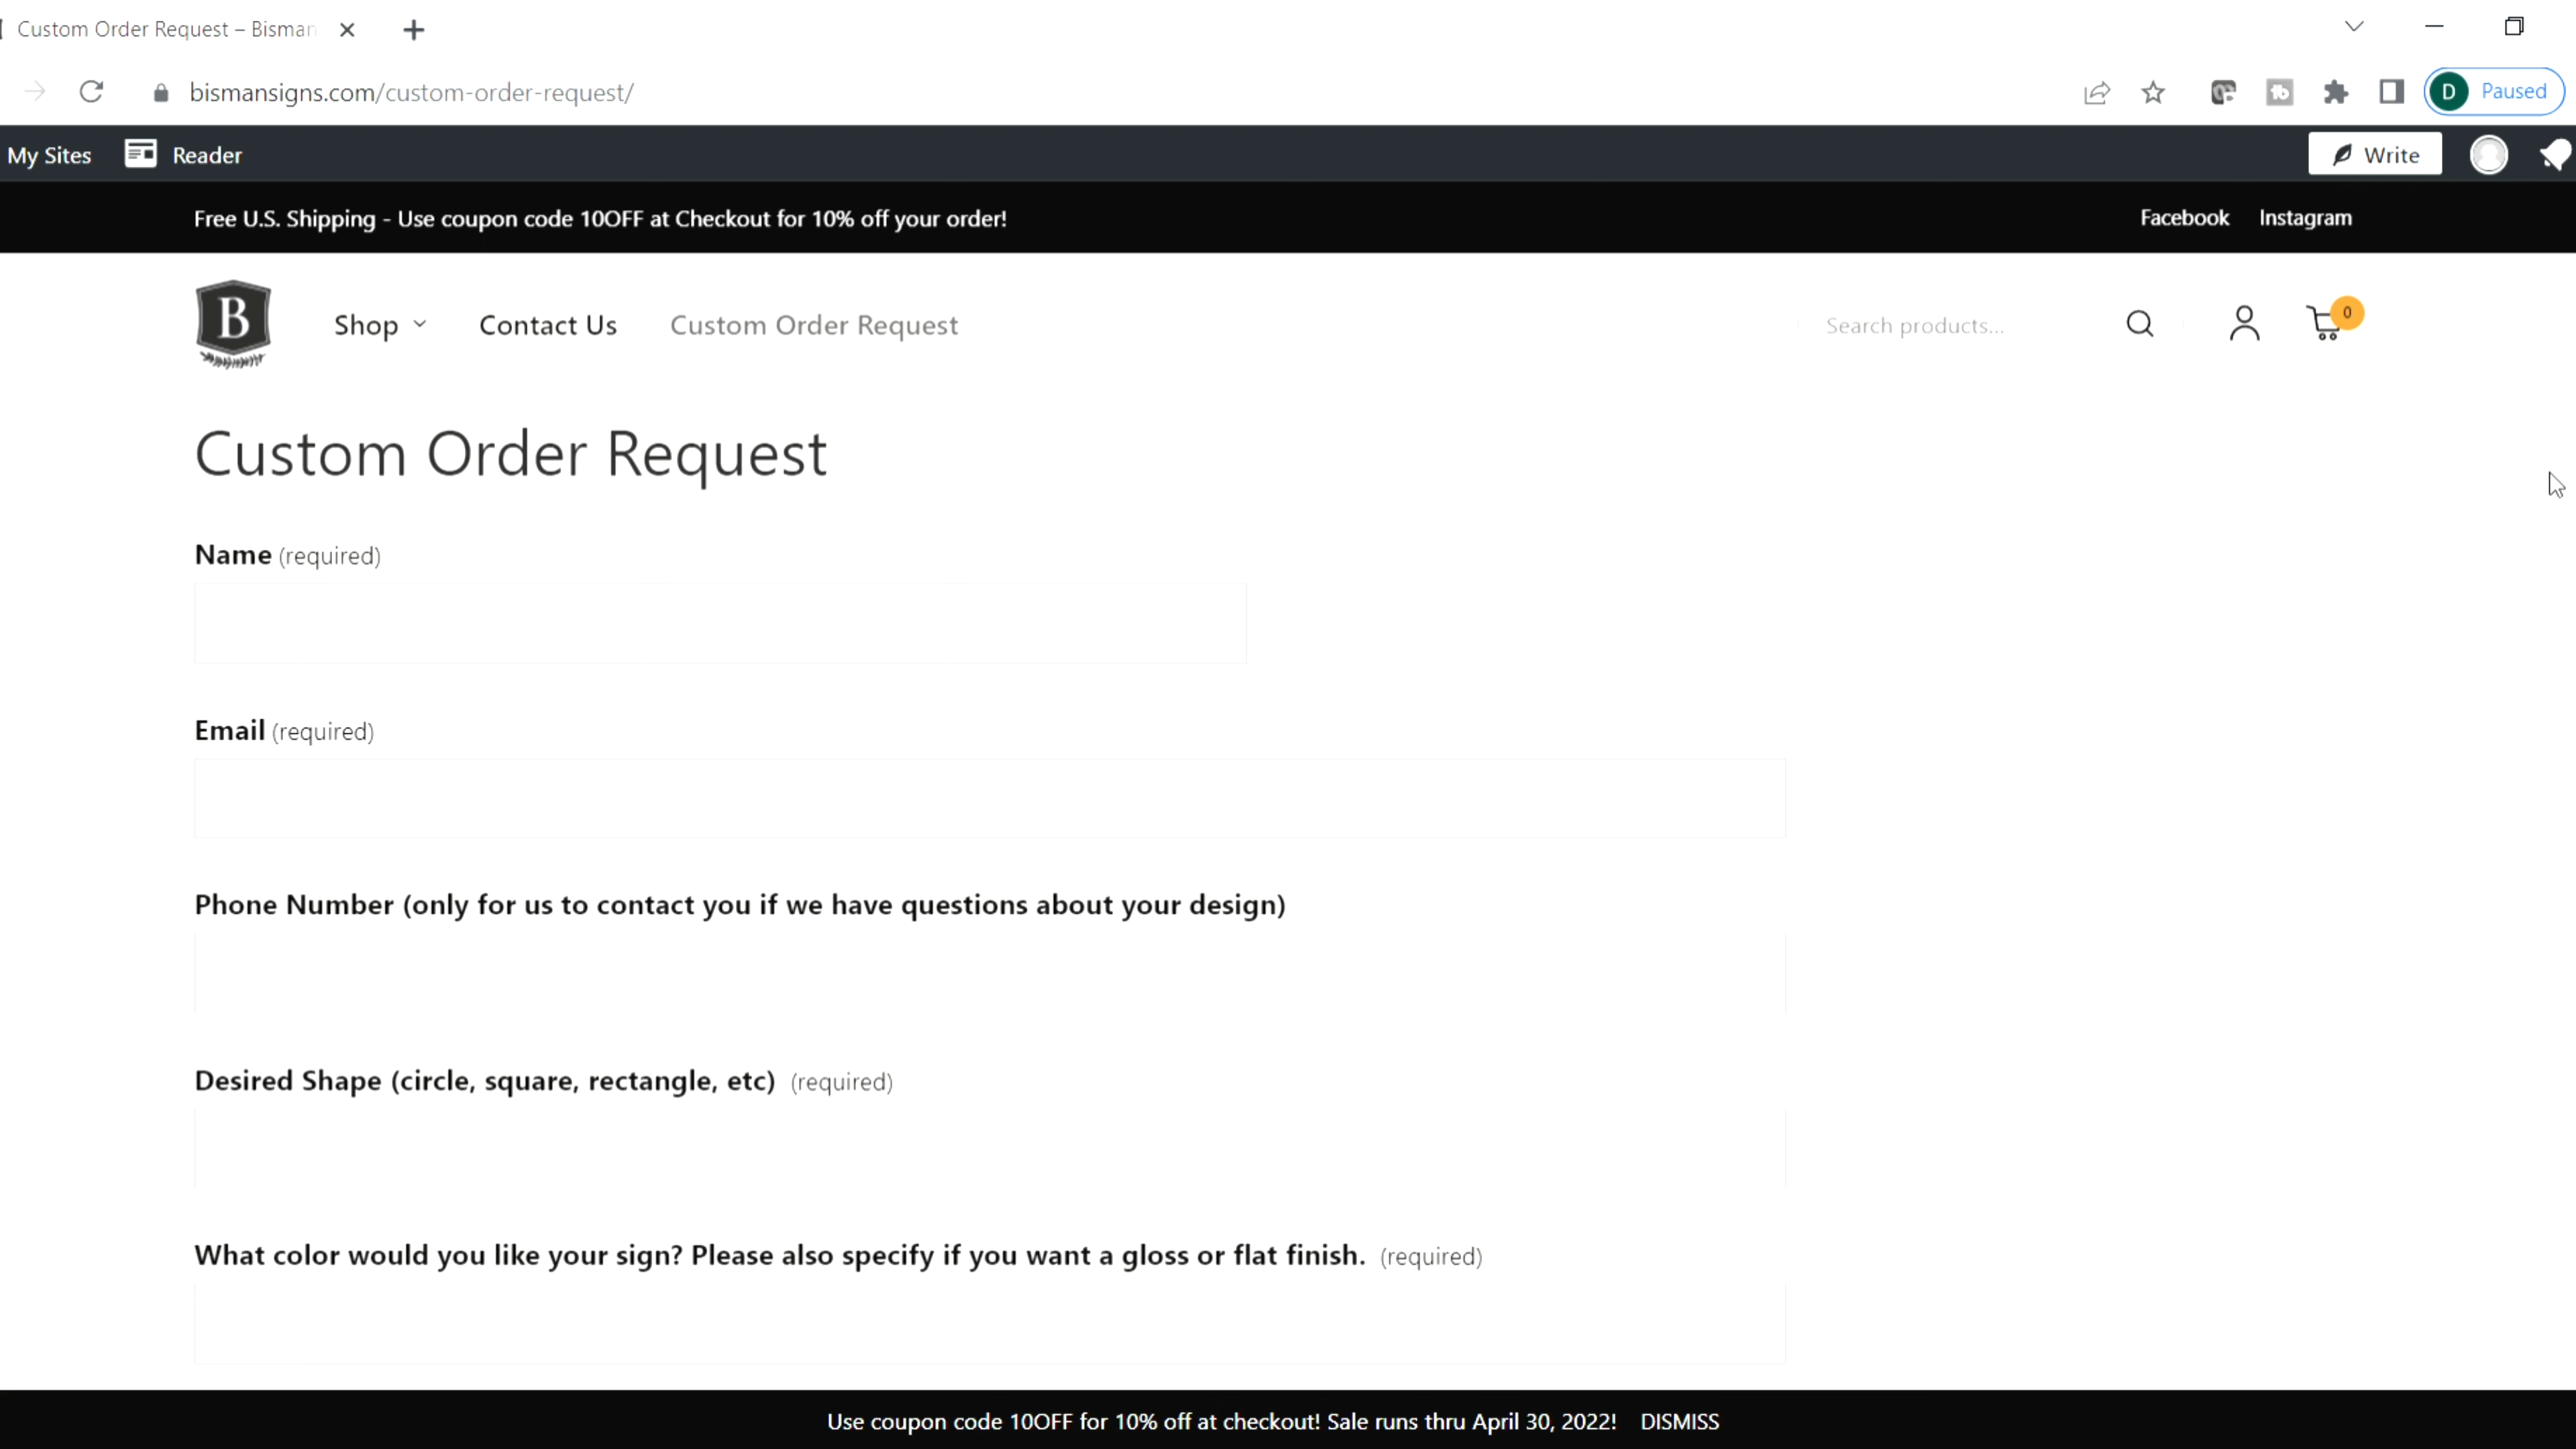 Custom Order Request – Bisman
bismansigns.com/custom-order-request/
D Paused
My Sites Reader Write
Free U.S. Shipping - Use coupon code 10OFF at Checkout for 10% off your order! Facebook Instagram
B Shop Contact Us Custom Order Request Search products... 0
Custom Order Request
Name (required)
Email (required)
Phone Number (only for us to contact you if we have questions about your design)
Desired Shape (circle, square, rectangle, etc) (required)
What color would you like your sign? Please also specify if you want a gloss or flat finish. (required)
Use coupon code 10OFF for 10% off at checkout! Sale runs thru April 30, 2022! DISMISS